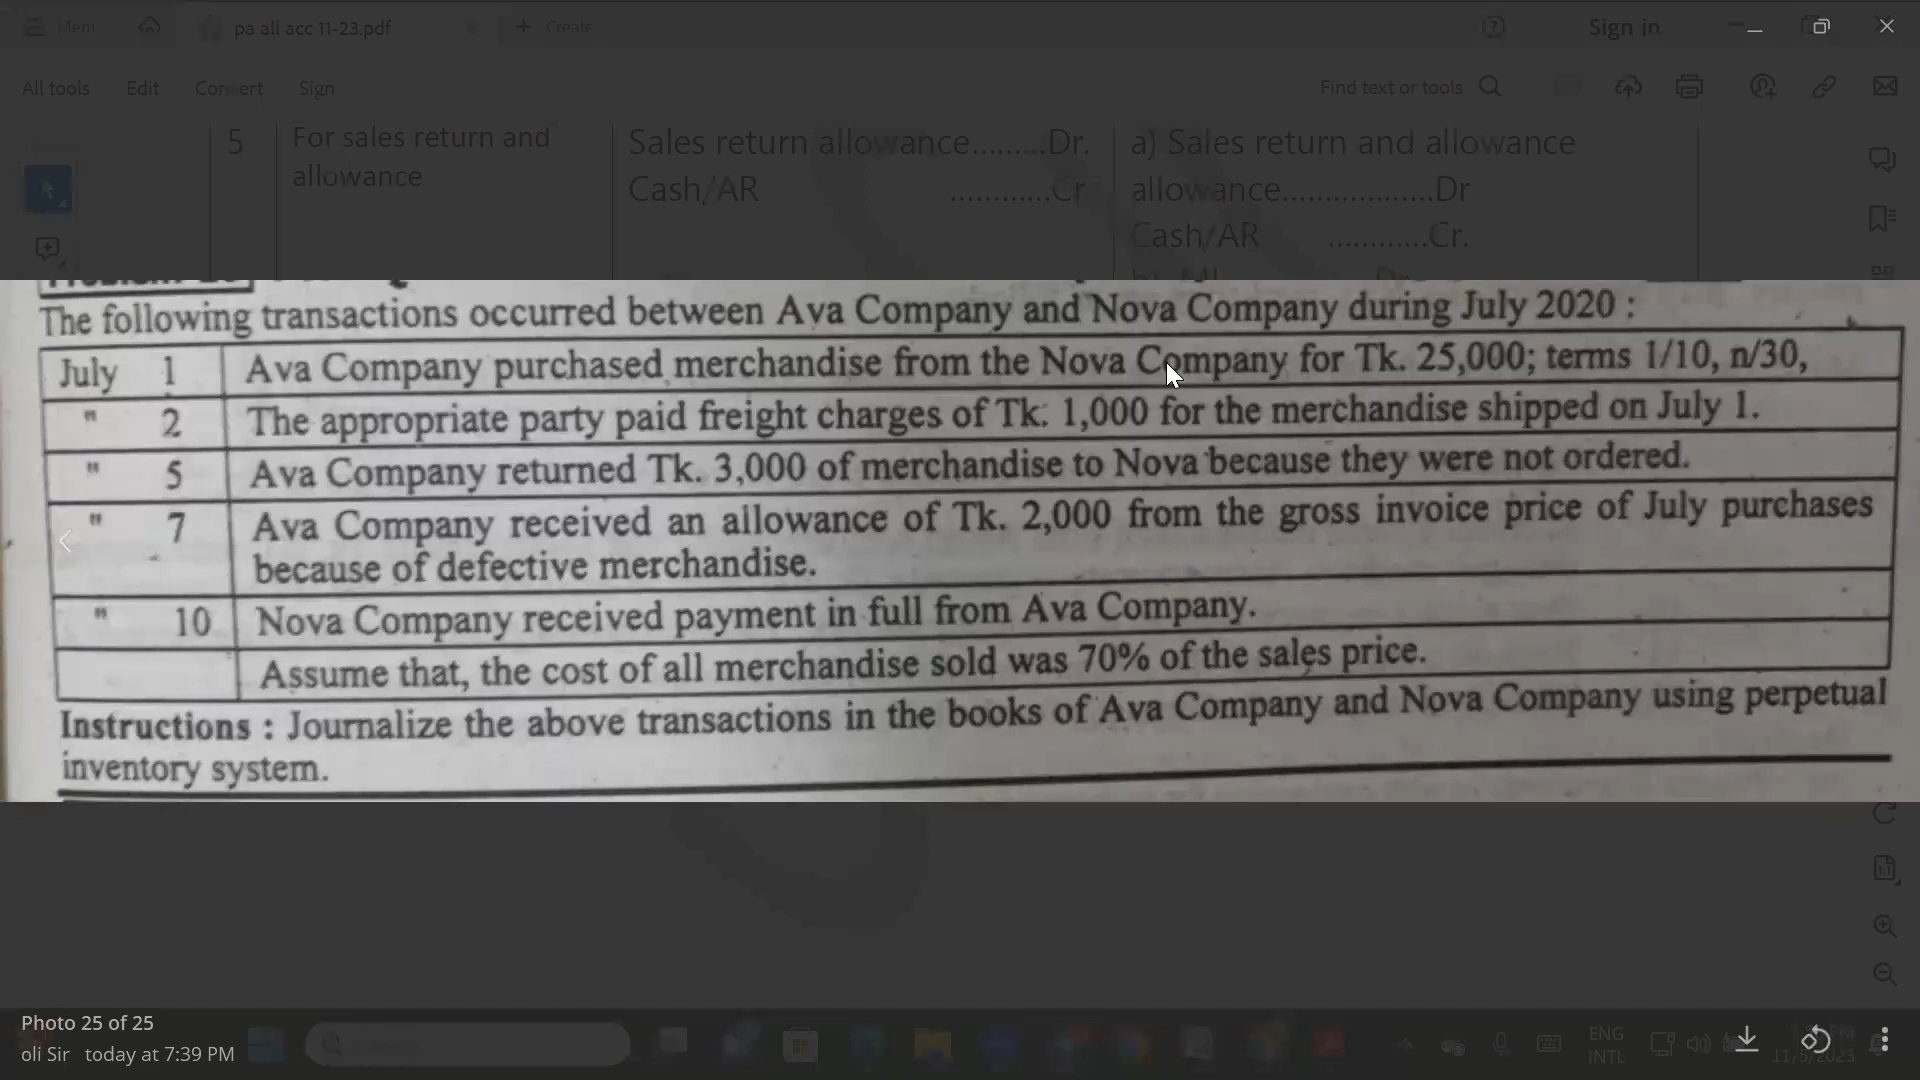 Menu
pa all acc 11-23.pdf
+ Create
Sign in
All tools Edit Convert Sign
Find text or tools
5 For sales return and allowance
Sales return allowance.........Dr.
Cash/AR ............Cr
a) Sales return and allowance
allowance..................Dr
Cash/AR ............Cr.
The following transactions occurred between Ava Company and Nova Company during July 2020 :
July 1 Ava Company purchased merchandise from the Nova Company for Tk. 25,000; terms 1/10, n/30,
" 2 The appropriate party paid freight charges of Tk. 1,000 for the merchandise shipped on July 1.
" 5 Ava Company returned Tk. 3,000 of merchandise to Nova because they were not ordered.
" 7 Ava Company received an allowance of Tk. 2,000 from the gross invoice price of July purchases
because of defective merchandise.
" 10 Nova Company received payment in full from Ava Company.
Assume that, the cost of all merchandise sold was 70% of the sales price.
Instructions : Journalize the above transactions in the books of Ava Company and Nova Company using perpetual
inventory system.
Photo 25 of 25
oli Sir today at 7:39 PM
ENG
INTL
11/5/2023